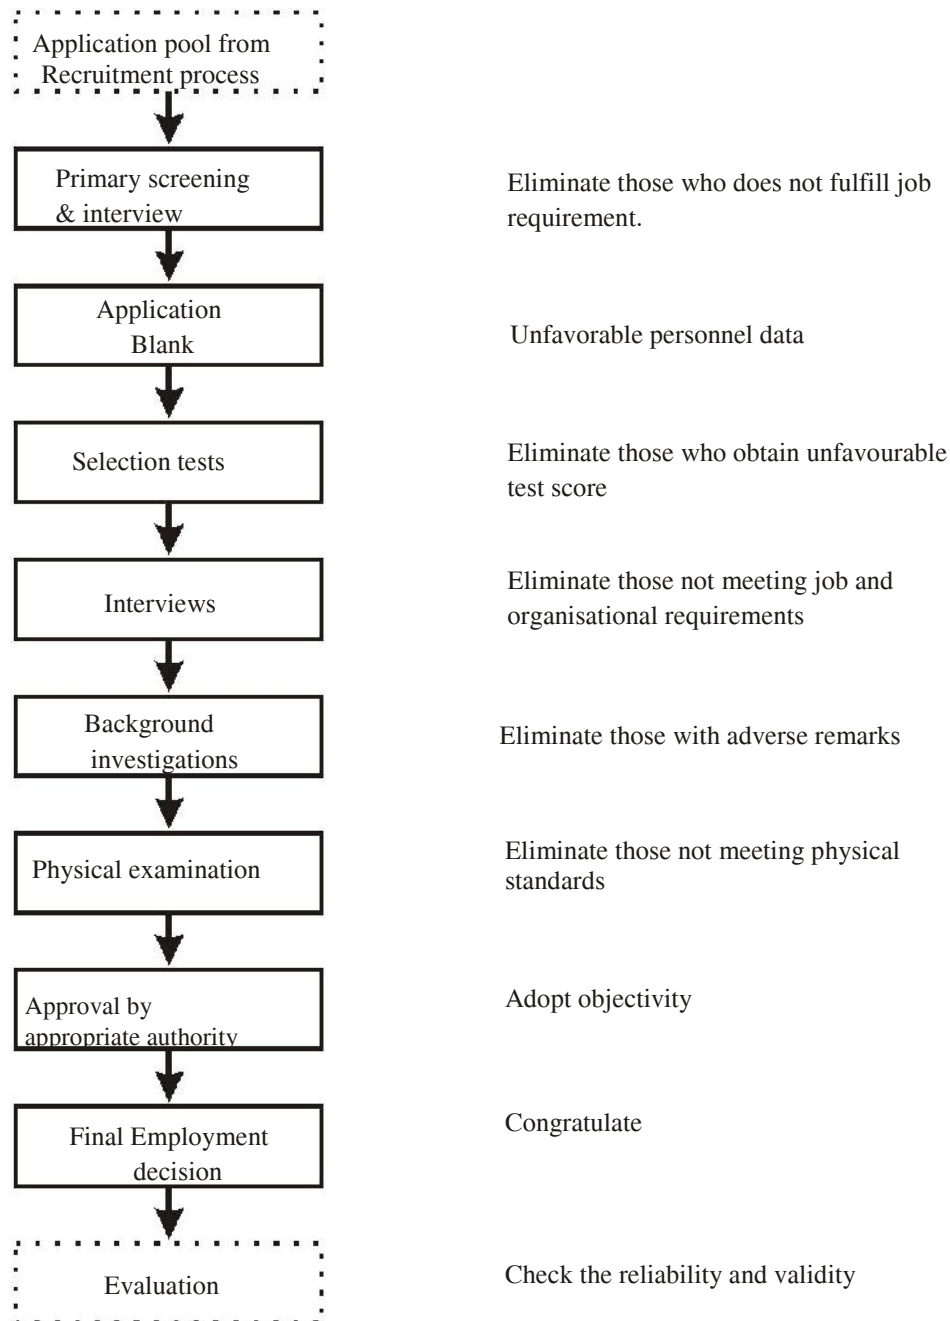 Application pool from
Recruitment process
Primary screening
& interview
Eliminate those who does not fulfill job
requirement.
Application
Blank
Unfavorable personnel data
Selection tests
Eliminate those who obtain unfavourable
test score
Interviews
Eliminate those not meeting job and
organisational requirements
Background
investigations
Eliminate those with adverse remarks
Physical examination
Eliminate those not meeting physical
standards
Approval by
appropriate authority
Adopt objectivity
Final Employment
decision
Congratulate
Evaluation
Check the reliability and validity